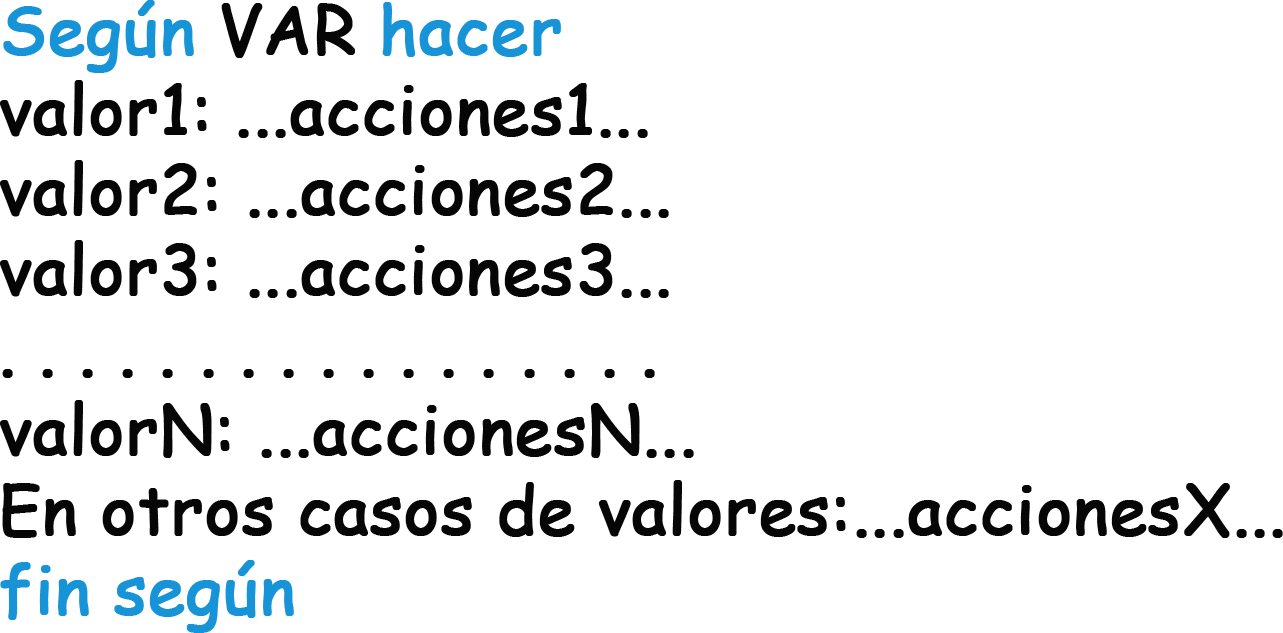 Según VAR hacer
valor1: ...acciones1...
valor2: ...acciones2...
valor3: ...acciones3...
. . . . . . . . . . . . . . . . .
valorN: ...accionesN...
En otros casos de valores:...accionesX...
fin según